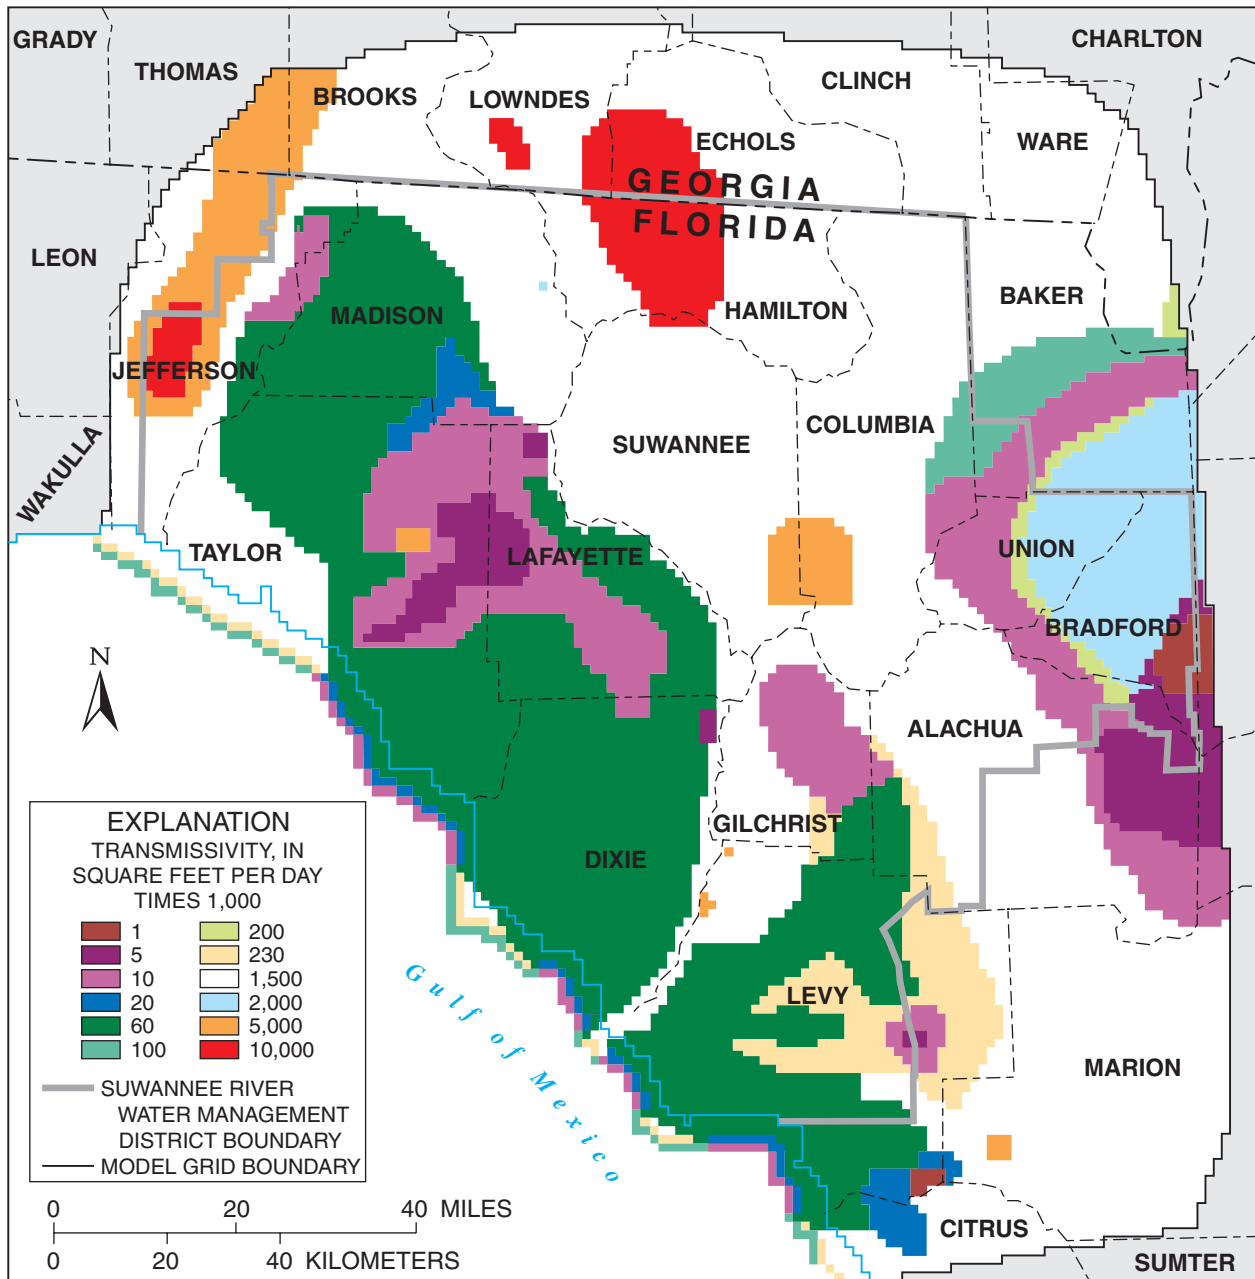 GRADY
THOMAS
BROOKS
LOWNDES
CLINCH
CHARLTON
ECHOLS
WARE
GEORGIA
FLORIDA
LEON
MADISON
HAMILTON
BAKER
JEFFERSON
WAKULLA
SUWANNEE
COLUMBIA
TAYLOR
LAFAYETTE
UNION
BRADFORD
N
ALACHUA
GILCHRIST
DIXIE
LEVY
MARION
CITRUS
SUMTER
Gulf of Mexico
EXPLANATION
TRANSMISSIVITY, IN
SQUARE FEET PER DAY
TIMES 1,000
1 200
5 230
10 1,500
20 2,000
60 5,000
100 10,000
SUWANNEE RIVER
WATER MANAGEMENT
DISTRICT BOUNDARY
MODEL GRID BOUNDARY
0 20 40 MILES
0 20 40 KILOMETERS